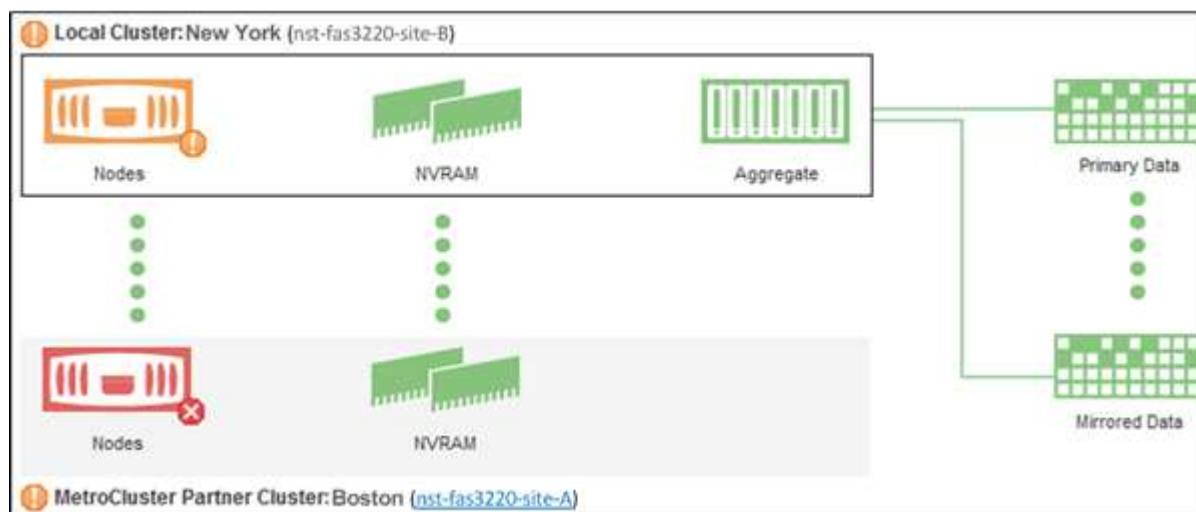 Local Cluster: New York (nst-fas3220-site-B)
Nodes NVRAM Aggregate Primary Data
Nodes NVRAM Mirrored Data
MetroCluster Partner Cluster: Boston (nst-fas3220-site-A)